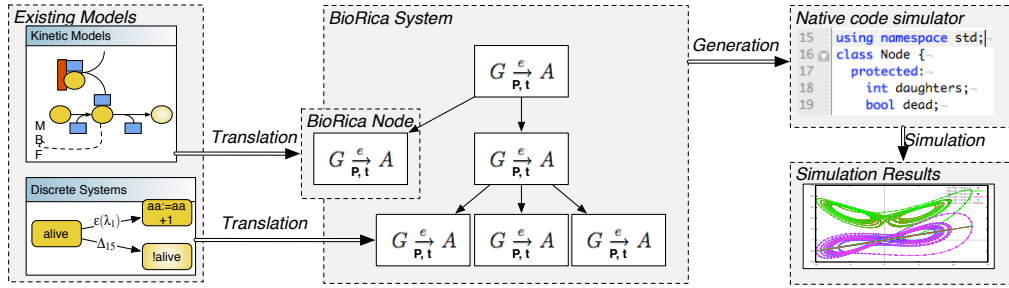 Existing Models
Kinetic Models
M
B
F
Discrete Systems
alive
ε(λ₁)
aa:=aa
+1
Δ₁₅
!alive
Translation
Translation
BioRica System
BioRica Node
G e→ A
P, t
G e→ A
P, t
G e→ A
P, t
G e→ A
P, t
G e→ A
P, t
G e→ A
P, t
Generation
Native code simulator
15 using namespace std;¬
16 class Node {¬
17 protected:¬
18 int daughters;¬
19 bool dead;¬
Simulation
Simulation Results